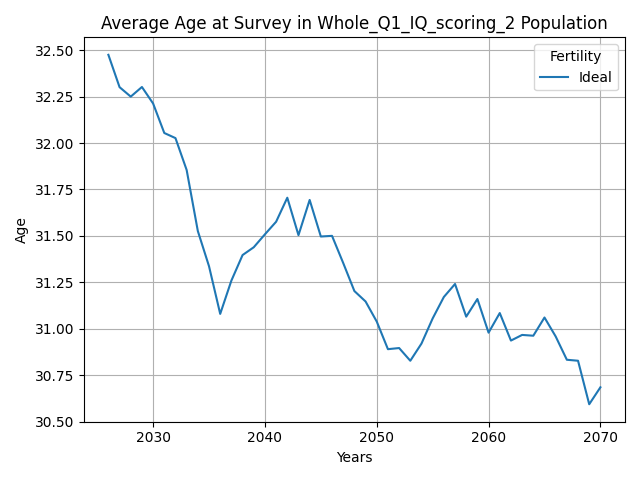 Average Age at Survey in Whole_Q1_IQ_scoring_2 Population
Fertility
Ideal
32.50
32.25
32.00
31.75
31.50
31.25
31.00
30.75
30.50
Age
2030
2040
2050
2060
2070
Years